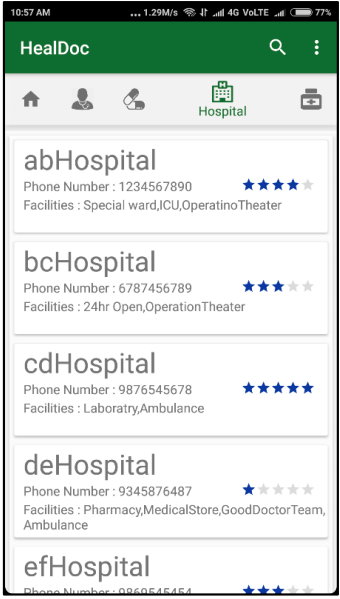 10:57 AM ... 1.29M/s 4G VoLTE 77%
HealDoc
Hospital
abHospital
Phone Number : 1234567890
Facilities : Special ward,ICU,OperatinoTheater
bcHospital
Phone Number : 6787456789
Facilities : 24hr Open,OperationTheater
cdHospital
Phone Number : 9876545678
Facilities : Laboratry,Ambulance
deHospital
Phone Number : 9345876487
Facilities : Pharmacy,MedicalStore,GoodDoctorTeam,
Ambulance
efHospital
Phone Number : 9869545454